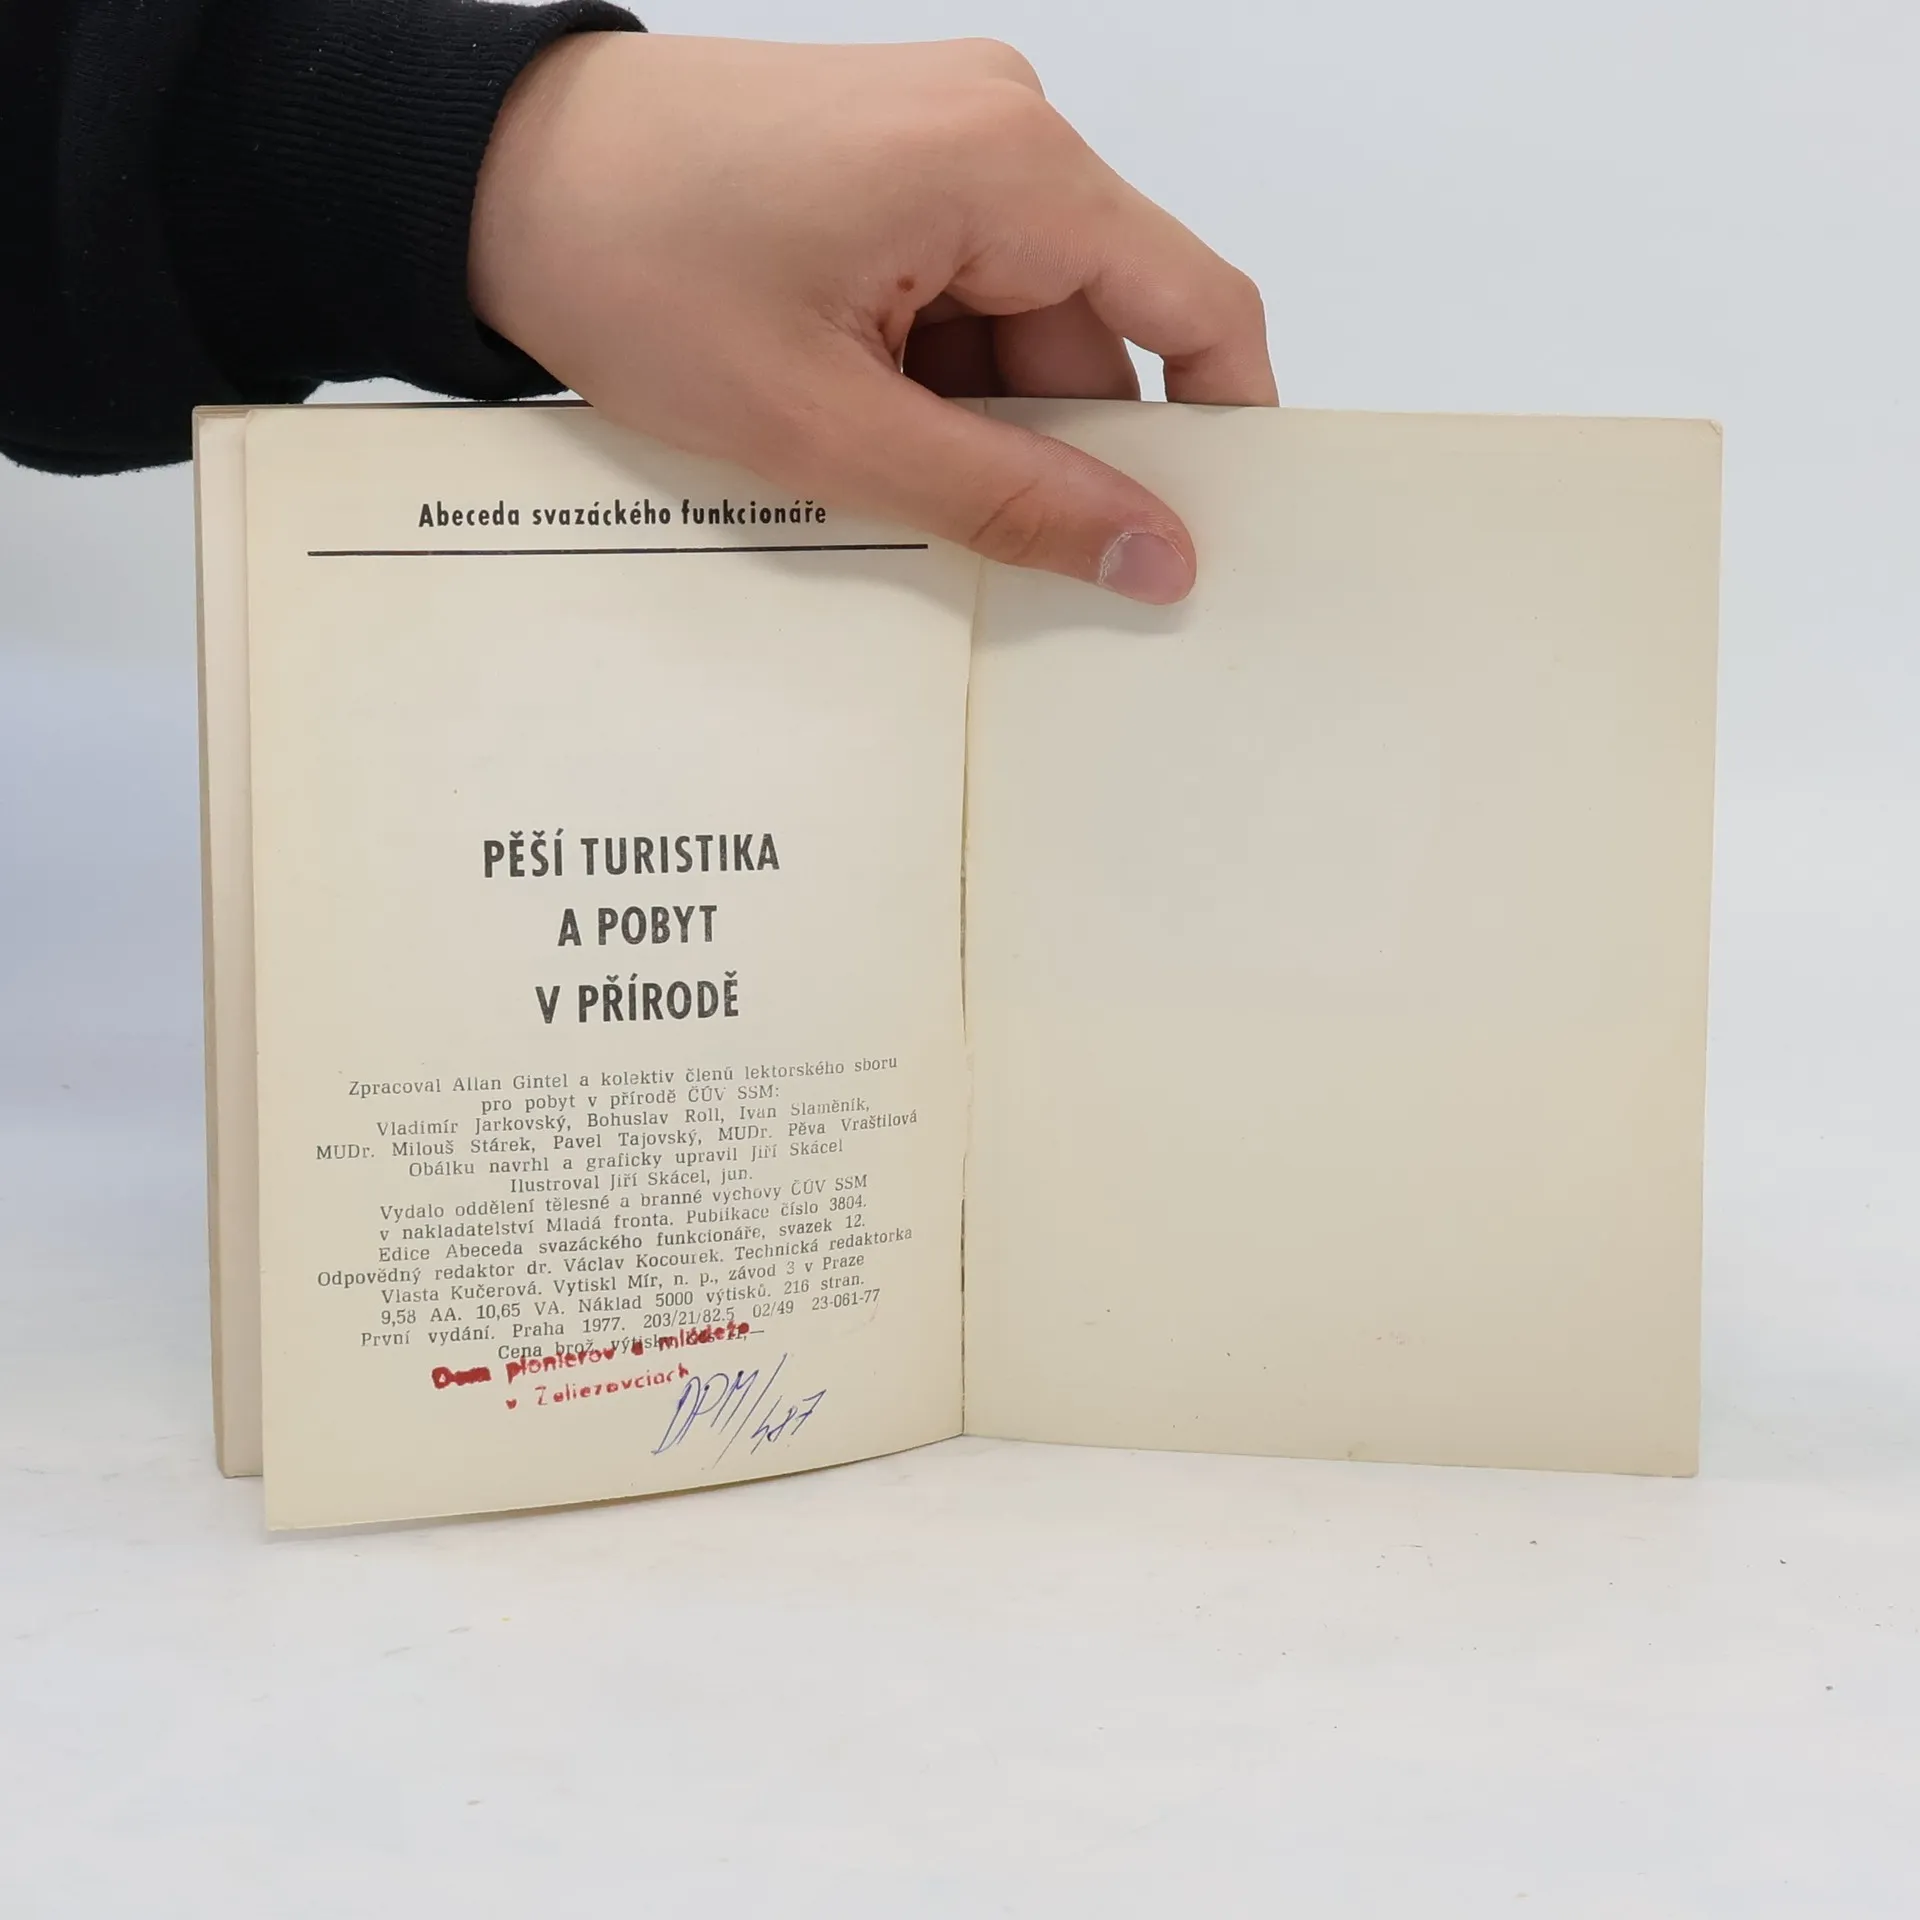 Abeceda svazáckého funkcionáře
PĚŠÍ TURISTIKA
A POBYT
V PŘÍRODĚ
Zpracoval Allan Gintel a kolektiv členů lektorského sboru
pro pobyt v přírodě ČÚV SSM:
Vladimír Jarkovský, Bohuslav Roll, Ivan Slaměník,
MUDr. Milouš Stárek, Pavel Tajovský, MUDr. Pěva Vraštilová
Obálku navrhl a graficky upravil Jiří Skácel
Ilustroval Jiří Skácel, jun.
Vydalo oddělení tělesné a branné výchovy ČÚV SSM
v nakladatelství Mladá fronta. Publikace číslo 3804.
Edice Abeceda svazáckého funkcionáře, svazek 12.
Odpovědný redaktor dr. Václav Kocourek. Technická redaktorka
Vlasta Kučerová. Vytiskl Mír, n. p., závod 3 v Praze
9,58 AA. 10,65 VA. Náklad 5000 výtisků. 216 stran.
První vydání. Praha 1977. 203/21/82.5 02/49 23-061-77
Cena brož. výtisku Kčs 11,—
Dom pionierov a mládeže
v Želiezovciach
DPM/487